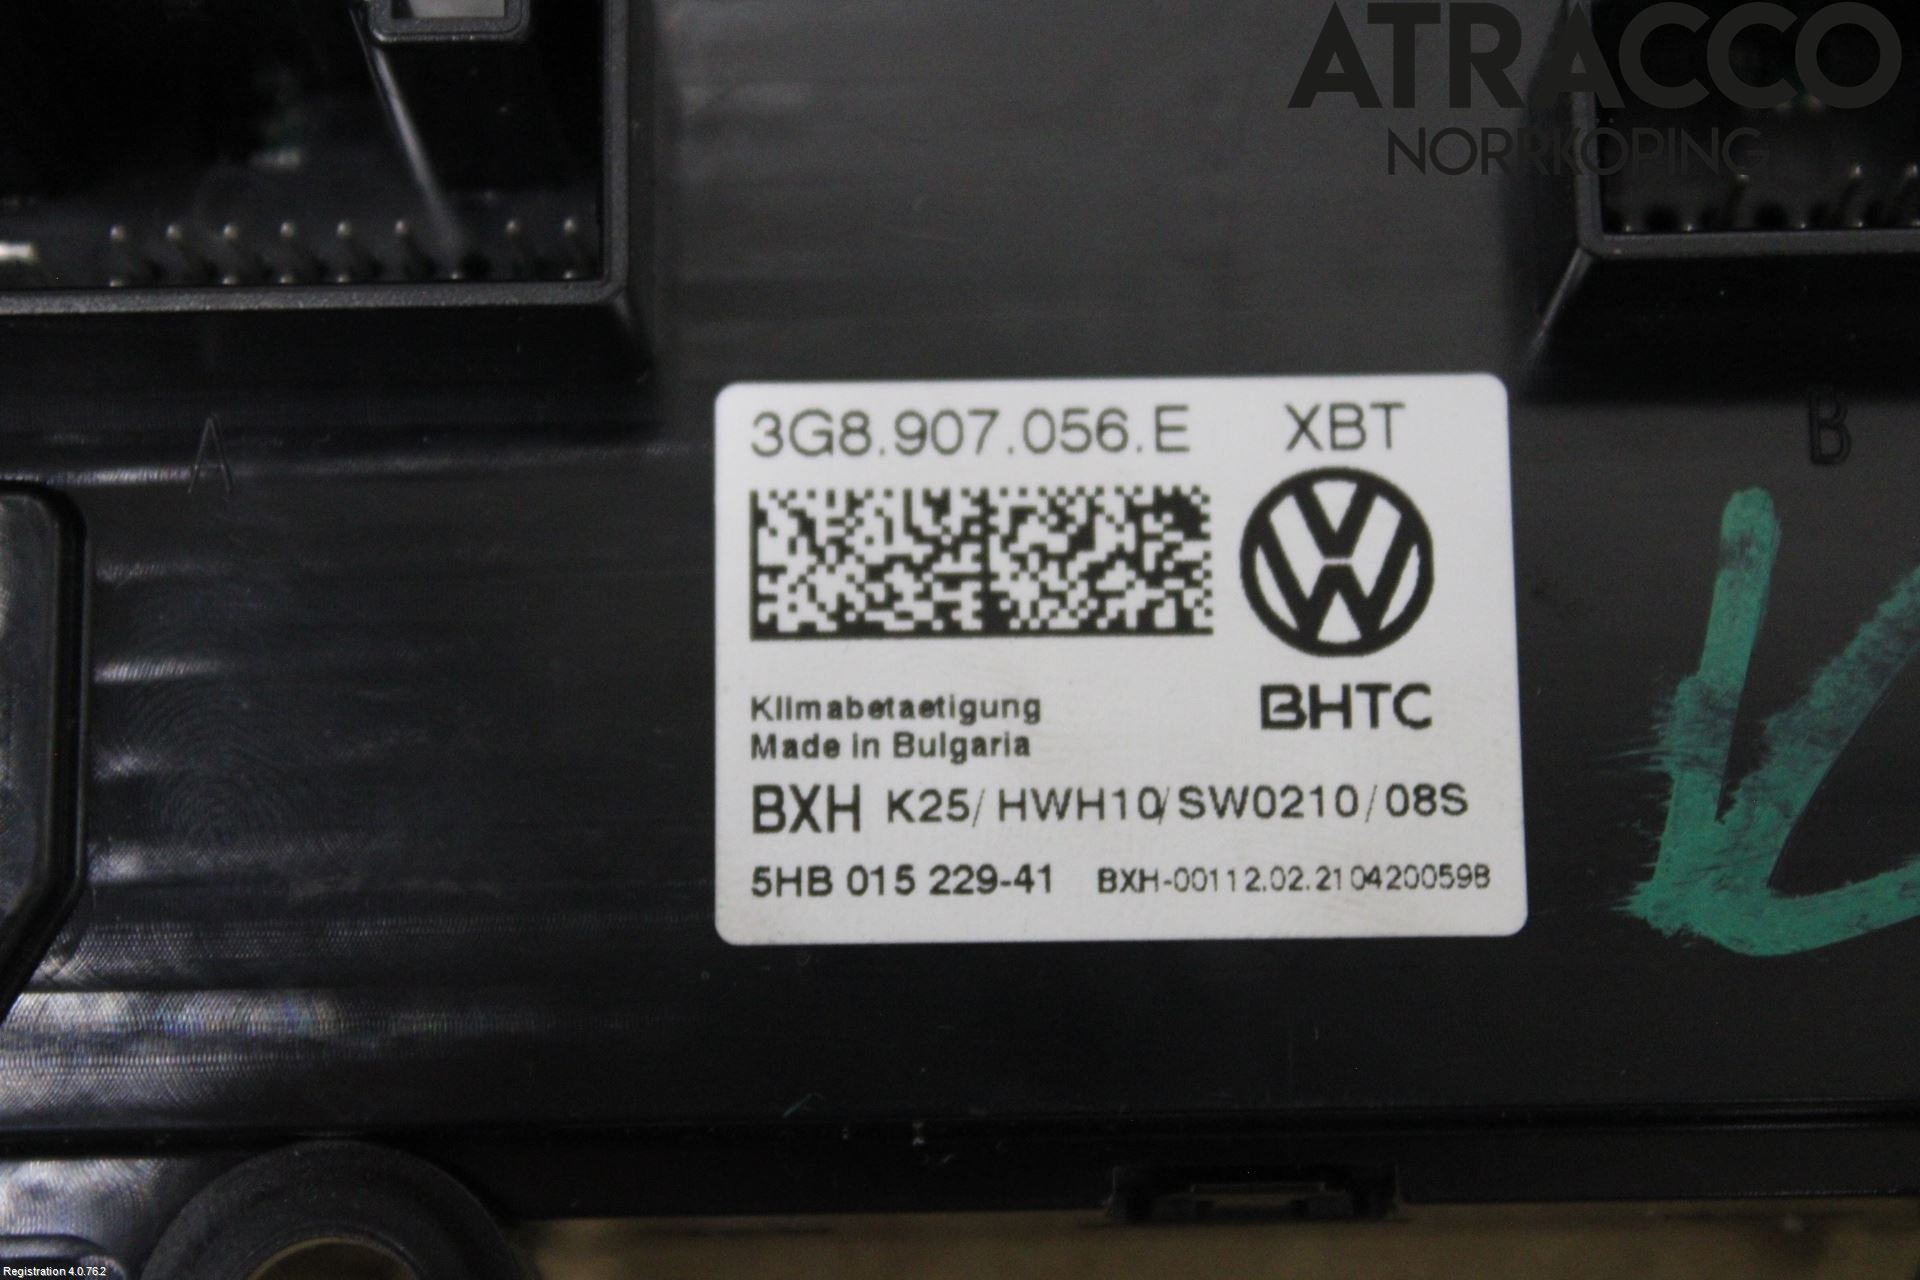 ATRACCO
NORRKÖPING
A
B
3G8.907.056.E XBT
BHTC
Klimabetaetigung
Made in Bulgaria
BXH K25/HWH10/SW0210/08S
5HB 015 229-41 BXH-00112.02.2104200598
Registration 4.0.76.2